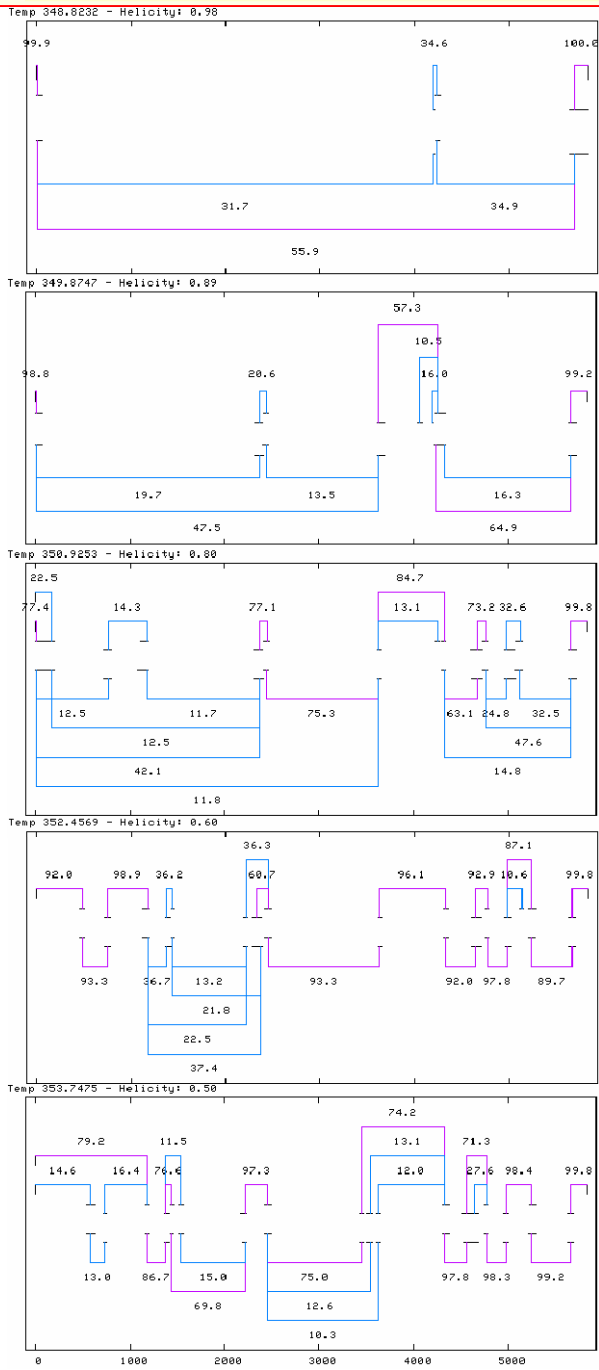 Temp 348.8232 - Helicity: 0.98
99.9 34.6 100.0
31.7 34.9
55.9
Temp 349.8747 - Helicity: 0.89
57.3
10.5
98.8 20.6 16.0 99.2
19.7 13.5 16.3
47.5 64.9
Temp 350.9253 - Helicity: 0.80
22.5 84.7
77.4 14.3 77.1 13.1 73.2 32.6 99.8
12.5 11.7 75.3 63.1 24.8 32.5
12.5 47.6
42.1 14.8
11.8
Temp 352.4569 - Helicity: 0.60
36.3 87.1
92.0 98.9 36.2 60.7 96.1 92.9 10.6 99.8
93.3 36.7 13.2 93.3 92.0 97.8 89.7
21.8
22.5
37.4
Temp 353.7475 - Helicity: 0.50
74.2
79.2 11.5 13.1 71.3
14.6 16.4 76.6 97.3 12.0 27.6 98.4 99.8
13.0 86.7 15.0 75.0 97.8 98.3 99.2
69.8 12.6
10.3
0 1000 2000 3000 4000 5000